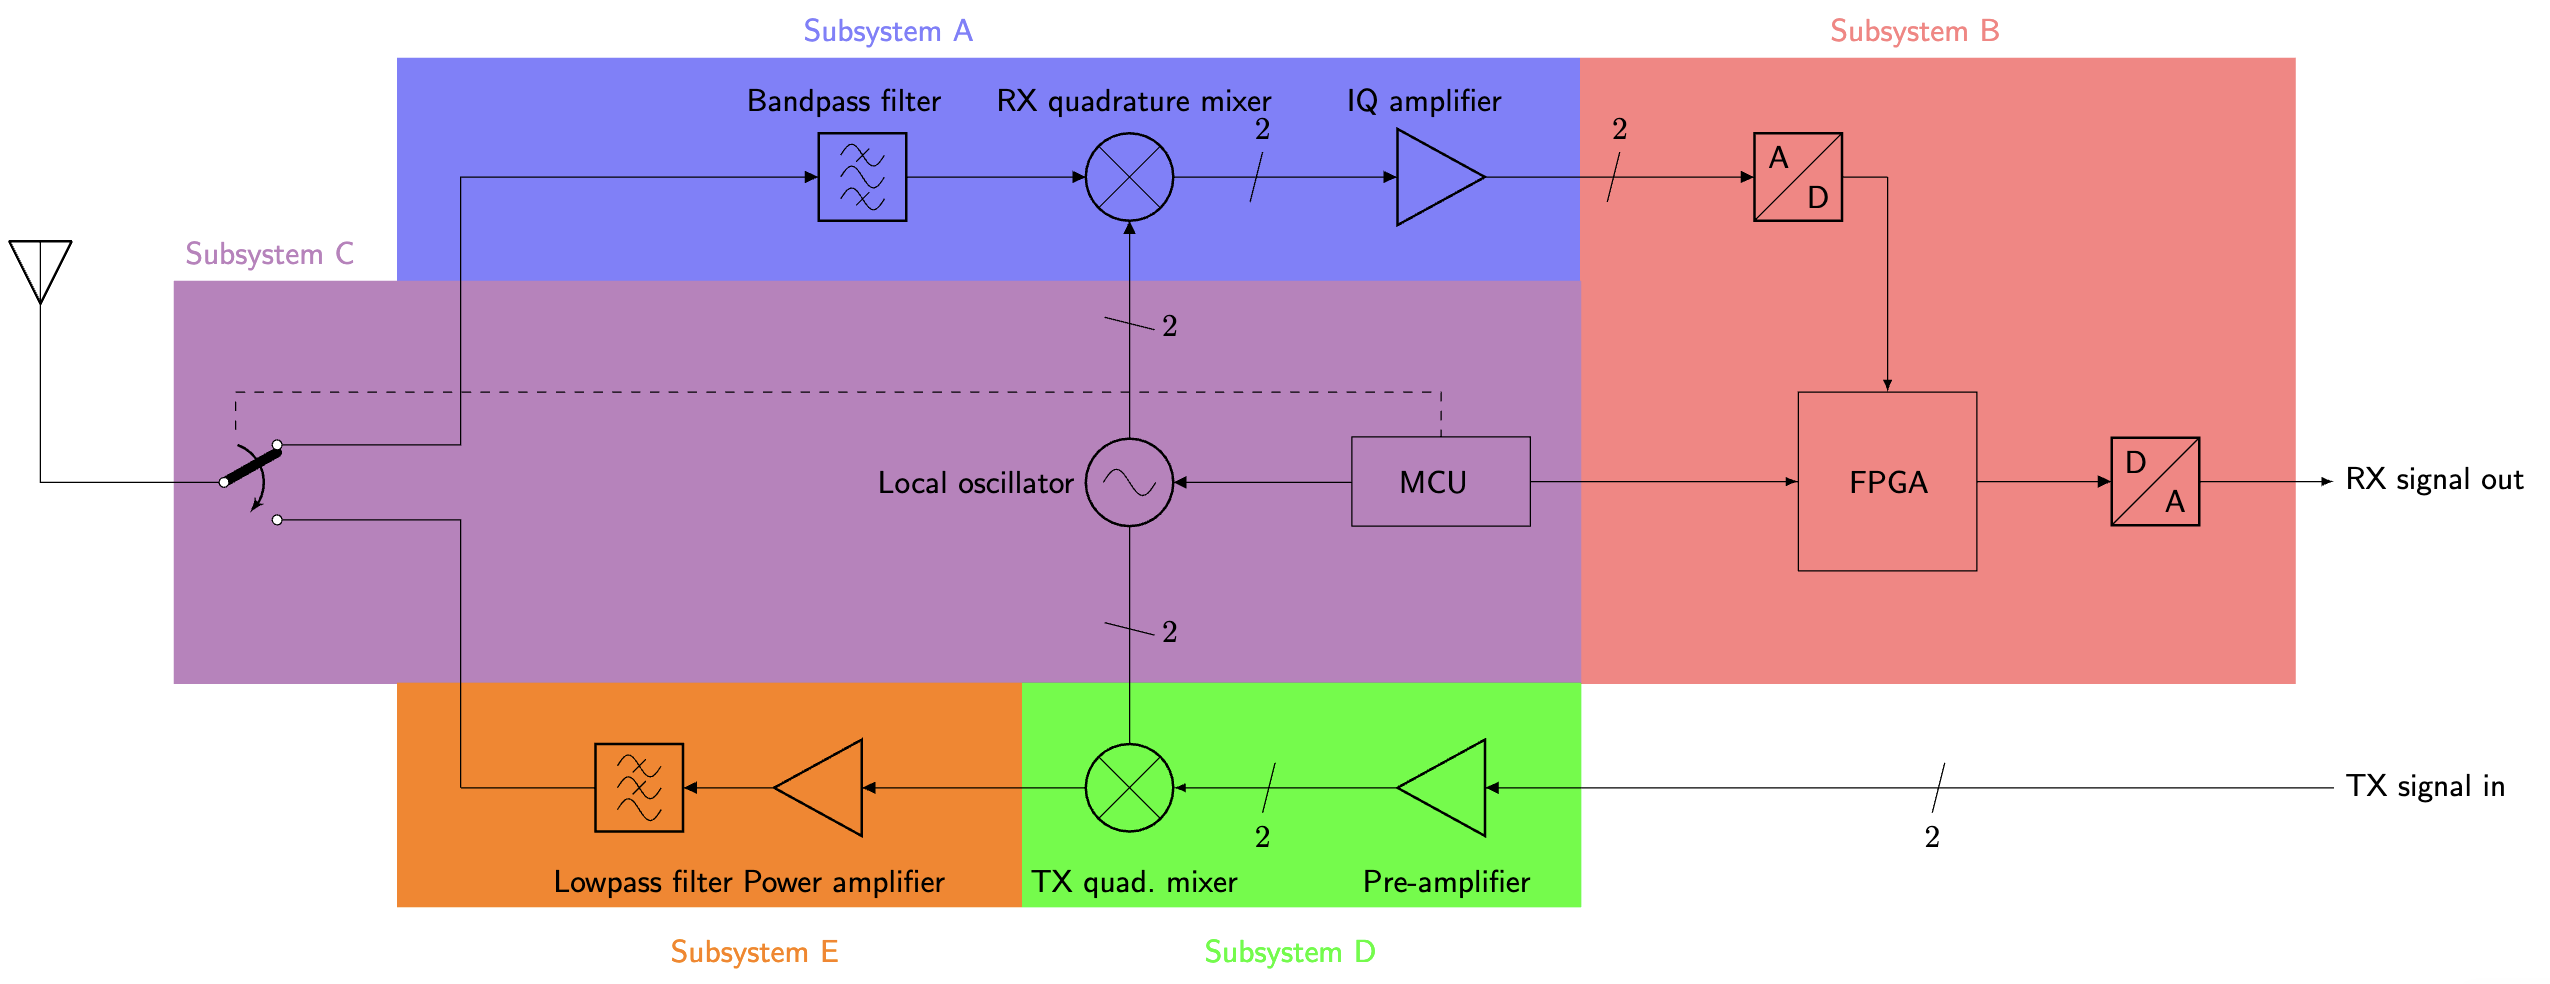 Subsystem A
Subsystem B
Bandpass filter
RX quadrature mixer
IQ amplifier
2
2
A
D
Subsystem C
2
Local oscillator
MCU
FPGA
D
A
RX signal out
2
TX signal in
2
2
Lowpass filter
Power amplifier
TX quad. mixer
Pre-amplifier
Subsystem E
Subsystem D